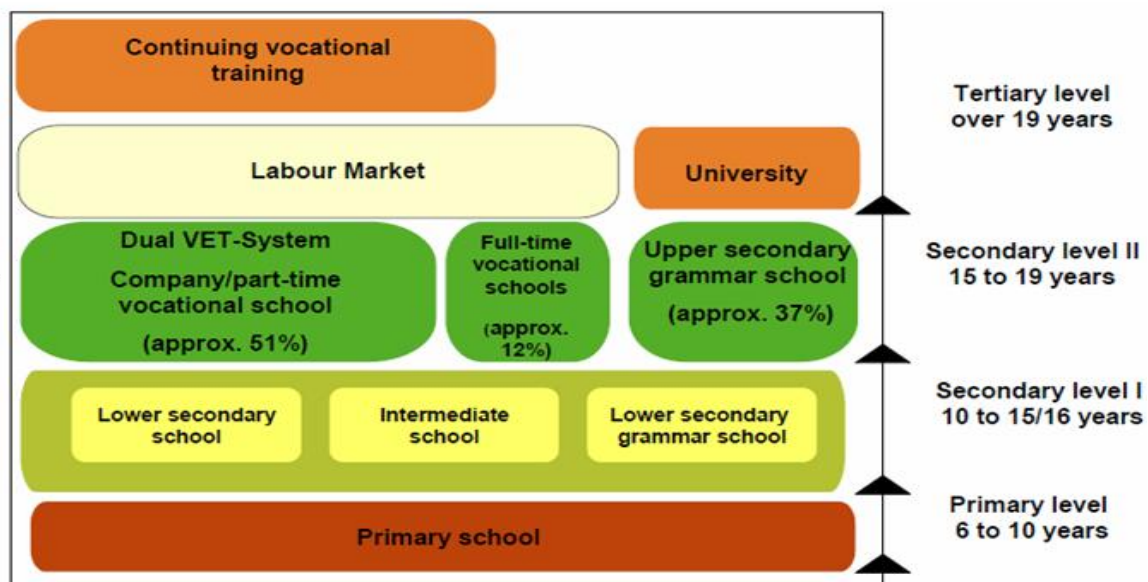 Continuing vocational
training
Tertiary level
over 19 years
Labour Market
University
Dual VET-System
Company/part-time
vocational school
(approx. 51%)
Full-time
vocational
schools
(approx.
12%)
Upper secondary
grammar school
(approx. 37%)
Secondary level II
15 to 19 years
Lower secondary
school
Intermediate
school
Lower secondary
grammar school
Secondary level I
10 to 15/16 years
Primary school
Primary level
6 to 10 years